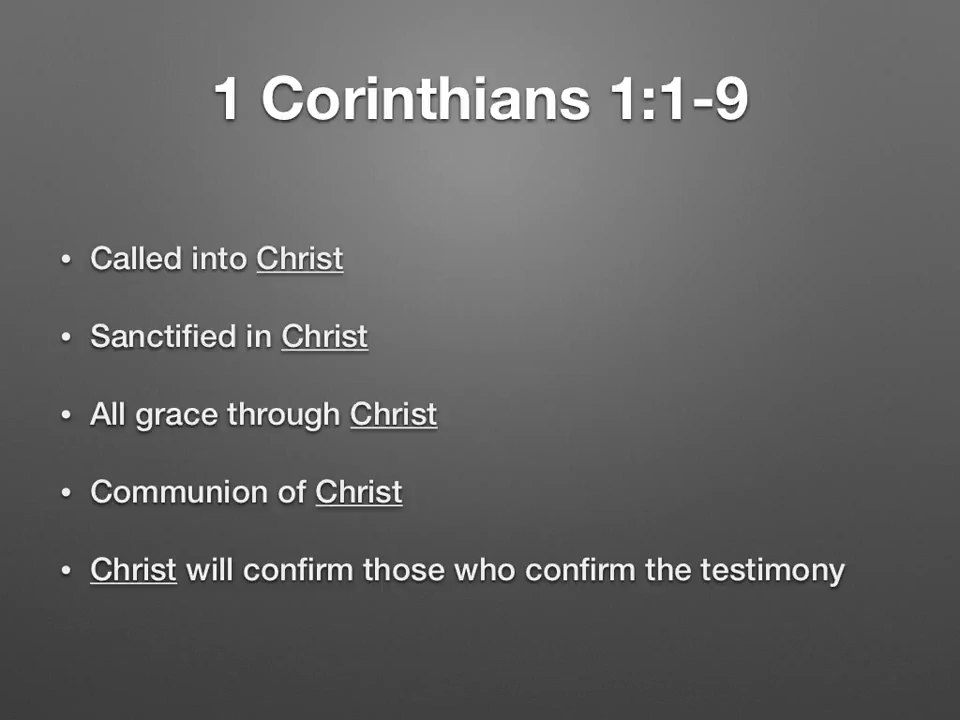 1 Corinthians 1:1-9
• Called into Christ
• Sanctified in Christ
• All grace through Christ
• Communion of Christ
• Christ will confirm those who confirm the testimony